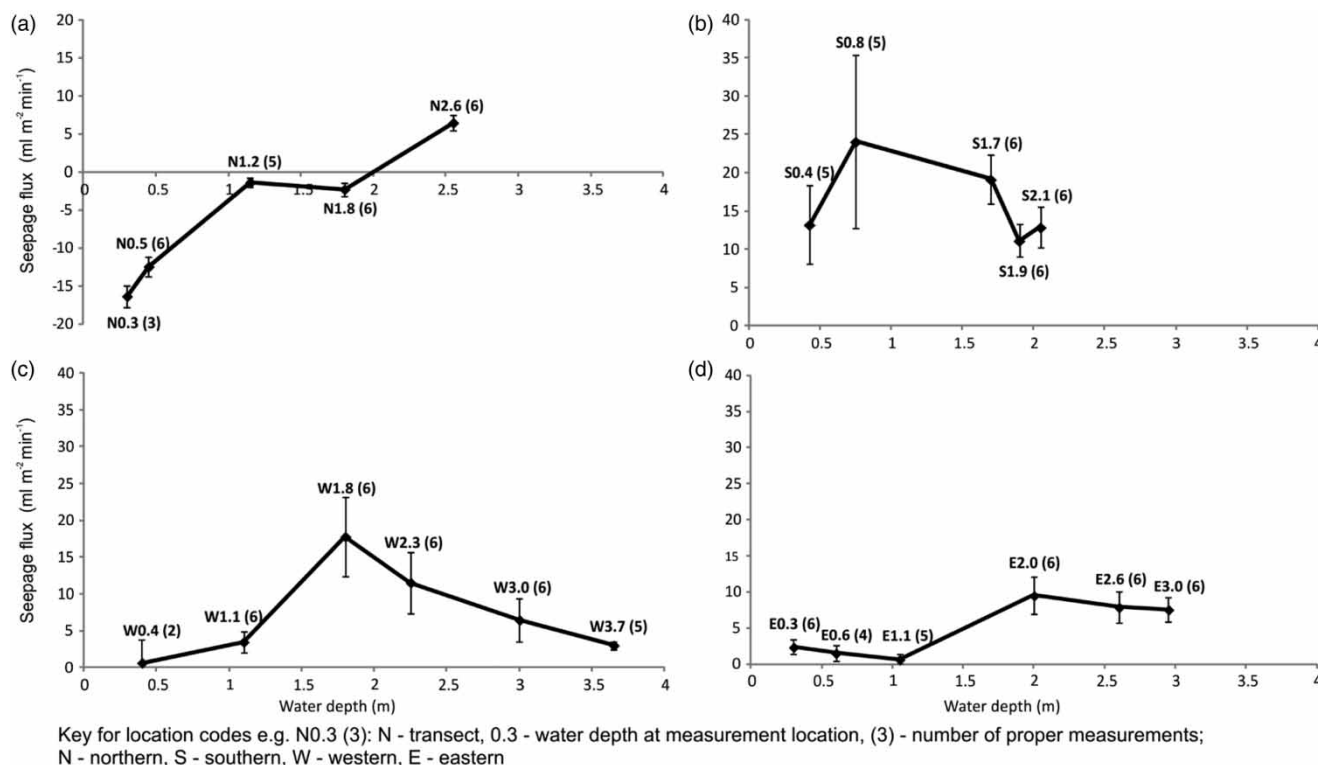 (a)
20
15
10
5
0
-5
-10
-15
-20
Seepage flux (ml m⁻² min⁻¹)
0 0.5 1 1.5 2 2.5 3 3.5 4
N0.3 (3)
N0.5 (6)
N1.2 (5)
N1.8 (6)
N2.6 (6)
(b)
40
35
30
25
20
15
10
5
0
0 0.5 1 1.5 2 2.5 3 3.5 4
S0.4 (5)
S0.8 (5)
S1.7 (6)
S1.9 (6)
S2.1 (6)
(c)
40
35
30
25
20
15
10
5
0
Seepage flux (ml m⁻² min⁻¹)
0 0.5 1 1.5 2 2.5 3 3.5 4
Water depth (m)
W0.4 (2)
W1.1 (6)
W1.8 (6)
W2.3 (6)
W3.0 (6)
W3.7 (5)
(d)
40
35
30
25
20
15
10
5
0
0 0.5 1 1.5 2 2.5 3 3.5 4
Water depth (m)
E0.3 (6)
E0.6 (4)
E1.1 (5)
E2.0 (6)
E2.6 (6)
E3.0 (6)
Key for location codes e.g. N0.3 (3): N - transect, 0.3 - water depth at measurement location, (3) - number of proper measurements;
N - northern, S - southern, W - western, E - eastern